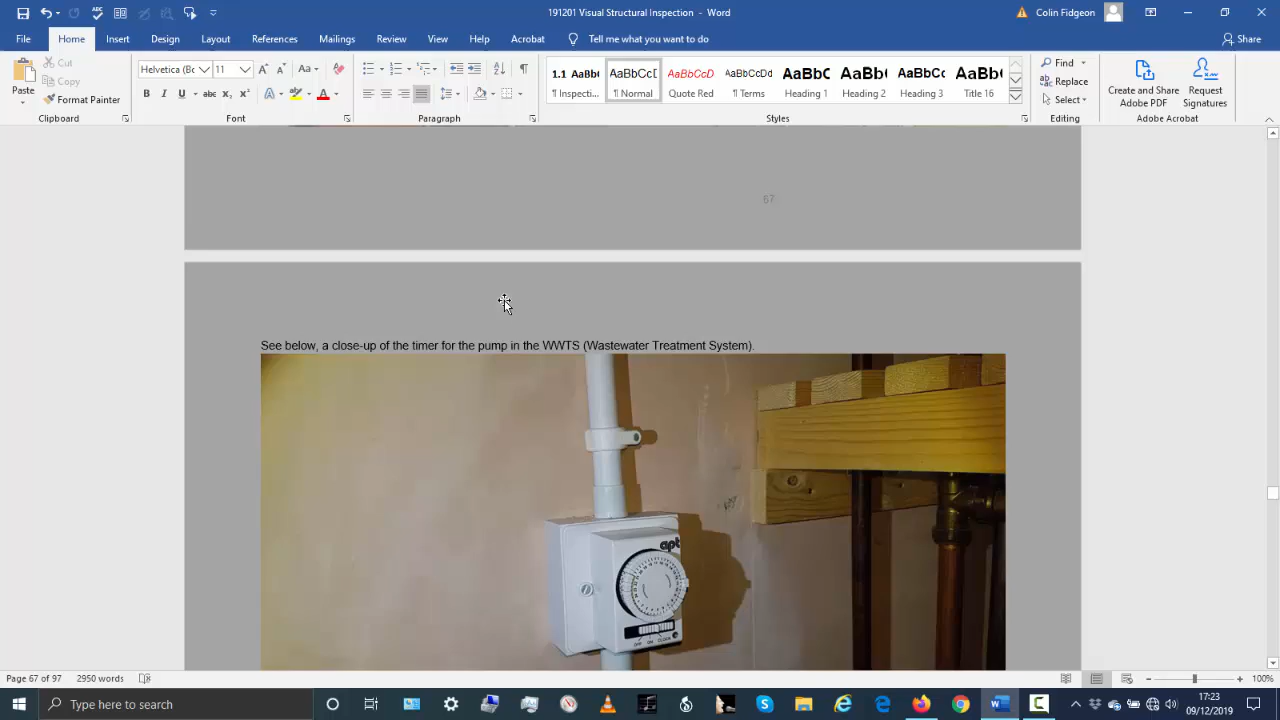 191201 Visual Structural Inspection - Word
Colin Fidgeon
File Home Insert Design Layout References Mailings Review View Help Acrobat Tell me what you want to do Share
Paste
Cut
Copy
Format Painter
Clipboard
Helvetica (Bc 11
Font
Paragraph
1.1 AaBb(
¶ Inspecti...
AaBbCcD
¶ Normal
AaBbCcD
Quote Red
AaBbCcDd
¶ Terms
AaBbC
Heading 1
AaBb(
Heading 2
AaBbCc
Heading 3
AaBb(
Title 16
Styles
Find
Replace
Select
Editing
Create and Share
Adobe PDF
Request
Signatures
Adobe Acrobat
67
See below, a close-up of the timer for the pump in the WWTS (Wastewater Treatment System).
apt
OFF ON CLOCK
Page 67 of 97 2950 words 100%
Type here to search
17:23
09/12/2019